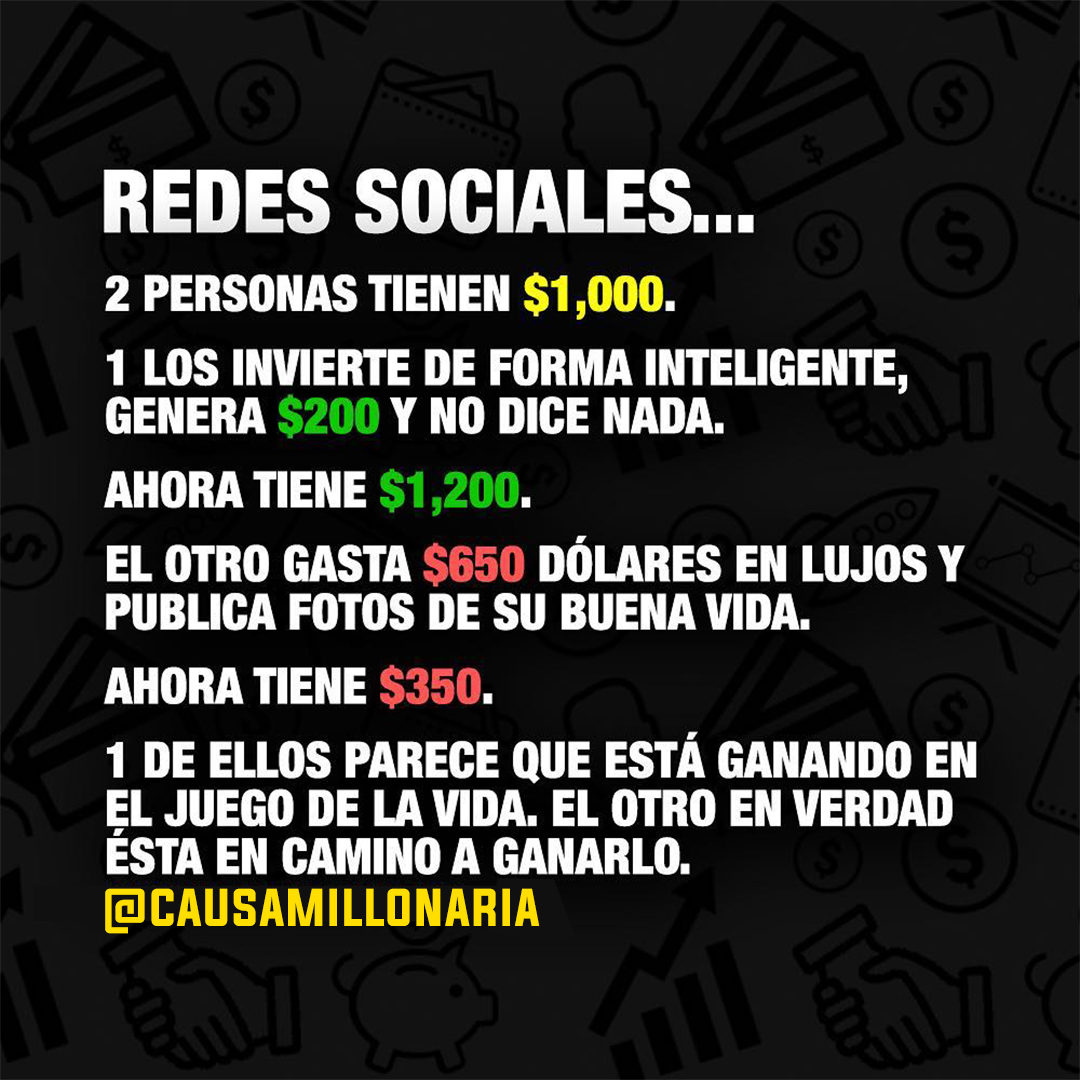 REDES SOCIALES...
2 PERSONAS TIENEN $1,000.
1 LOS INVIERTE DE FORMA INTELIGENTE,
GENERA $200 Y NO DICE NADA.
AHORA TIENE $1,200.
EL OTRO GASTA $650 DÓLARES EN LUJOS Y
PUBLICA FOTOS DE SU BUENA VIDA.
AHORA TIENE $350.
1 DE ELLOS PARECE QUE ESTÁ GANANDO EN
EL JUEGO DE LA VIDA. EL OTRO EN VERDAD
ÉSTA EN CAMINO A GANARLO.
@CAUSAMILLONARIA